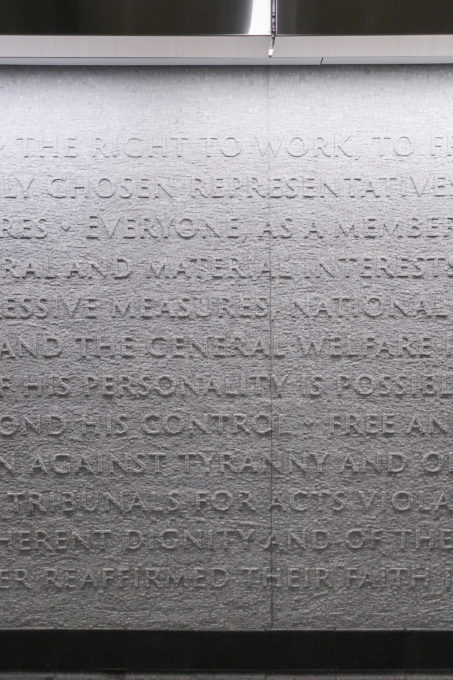 THE RIGHT TO WORK, TO F
LY CHOSEN REPRESENTATIVE
RES • EVERYONE, AS A MEMBER
RAL AND MATERIAL INTERESTS
ESSIVE MEASURES, NATIONAL
AND THE GENERAL WELFARE
F HIS PERSONALITY IS POSSIBLE
OND HIS CONTROL • FREE AN
N AGAINST TYRANNY AND O
TRIBUNALS FOR ACTS VIOLA
HERENT DIGNITY AND OF THE
ER REAFFIRMED THEIR FAITH I